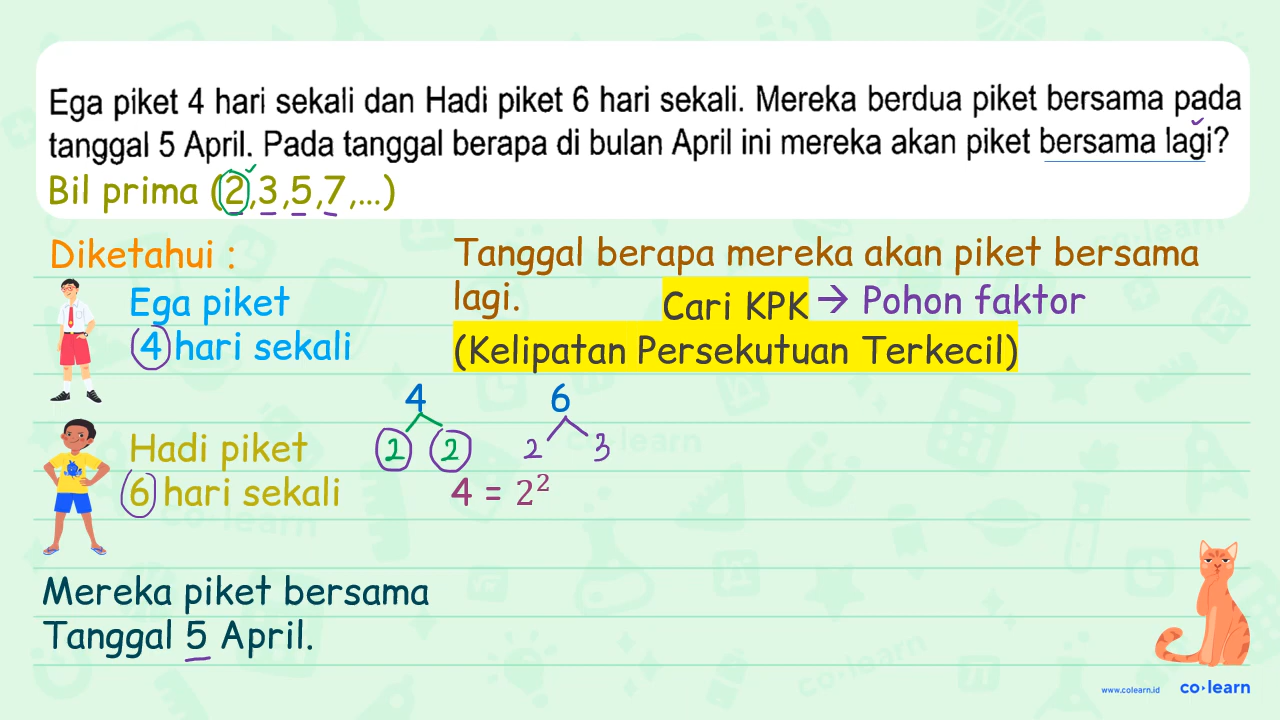 Ega piket 4 hari sekali dan Hadi piket 6 hari sekali. Mereka berdua piket bersama pada
tanggal 5 April. Pada tanggal berapa di bulan April ini mereka akan piket bersama lagi?
Bil prima (2,3,5,7,...)
Diketahui :
Ega piket
4 hari sekali
Hadi piket
6 hari sekali
Mereka piket bersama
Tanggal 5 April.
Tanggal berapa mereka akan piket bersama
lagi.
Cari KPK → Pohon faktor
(Kelipatan Persekutuan Terkecil)
4 6
2 2 2 3
4 = 2²
www.colearn.id co·learn